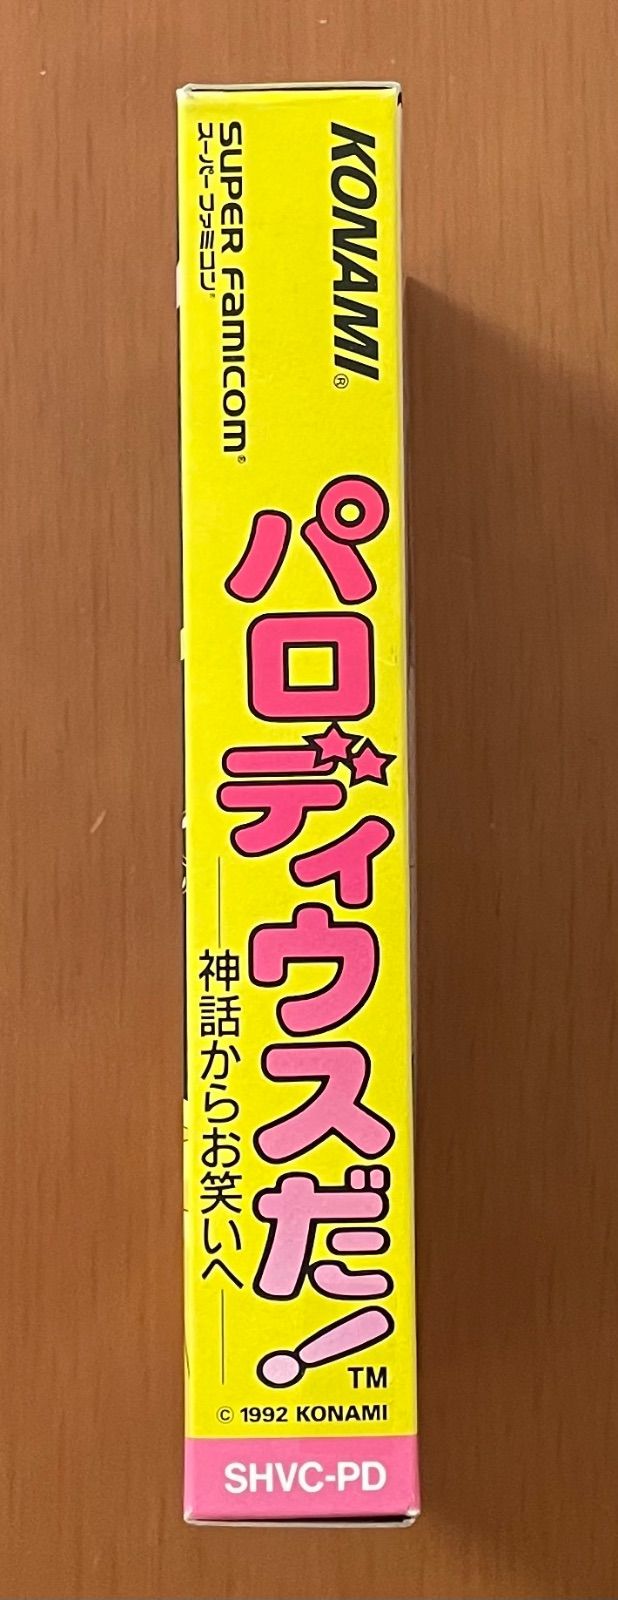 KONAMI®
SUPER FAMICOM®
スーパーファミコン®
パロディウスだ!™
神話からお笑いへ
© 1992 KONAMI
SHVC-PD